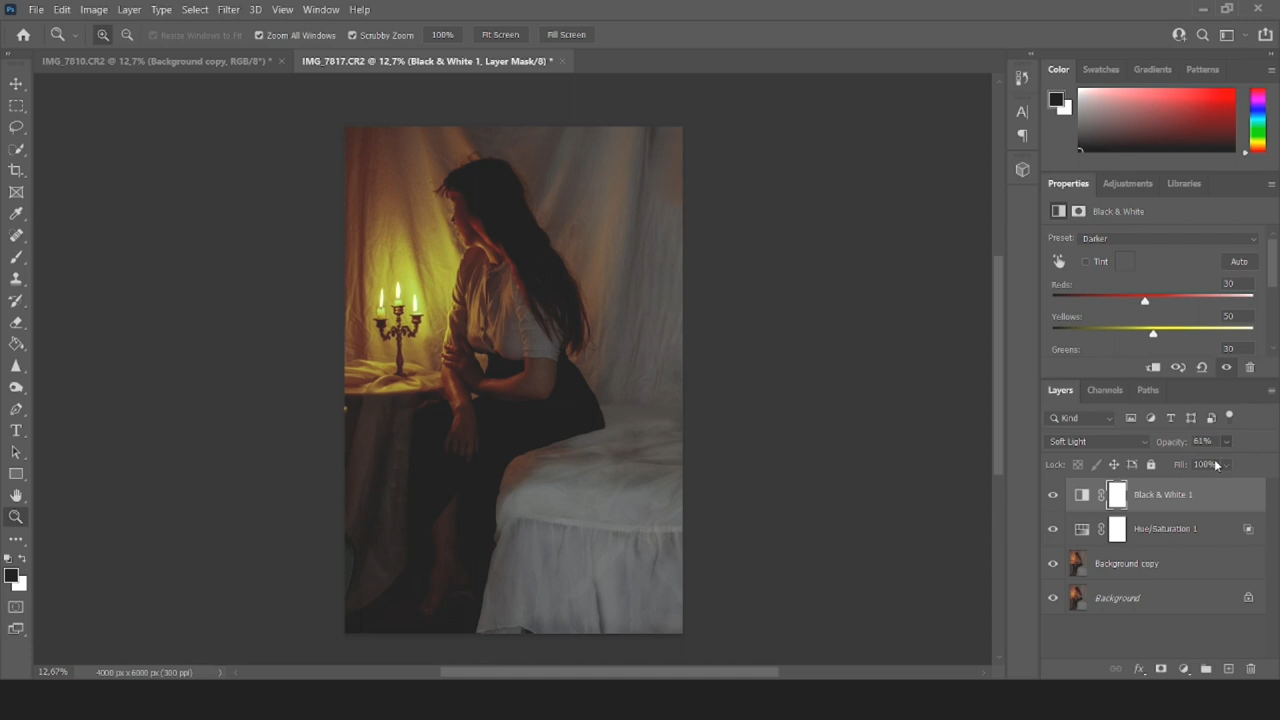 Ps File Edit Image Layer Type Select Filter 3D View Window Help
Resize Windows to Fit Zoom All Windows Scrubby Zoom 100% Fit Screen Fill Screen
IMG_7810.CR2 @ 12,7% (Background copy, RGB/8*) * IMG_7817.CR2 @ 12,7% (Black & White 1, Layer Mask/8) *
Color Swatches Gradients Patterns
Properties Adjustments Libraries
Black & White
Preset: Darker
Tint Auto
Reds: 30
Yellows: 50
Greens: 30
Layers Channels Paths
Kind
Soft Light Opacity: 61%
Lock: Fill: 100%
Black & White 1
Hue/Saturation 1
Background copy
Background
12,67% 4000 px x 6000 px (300 ppi)